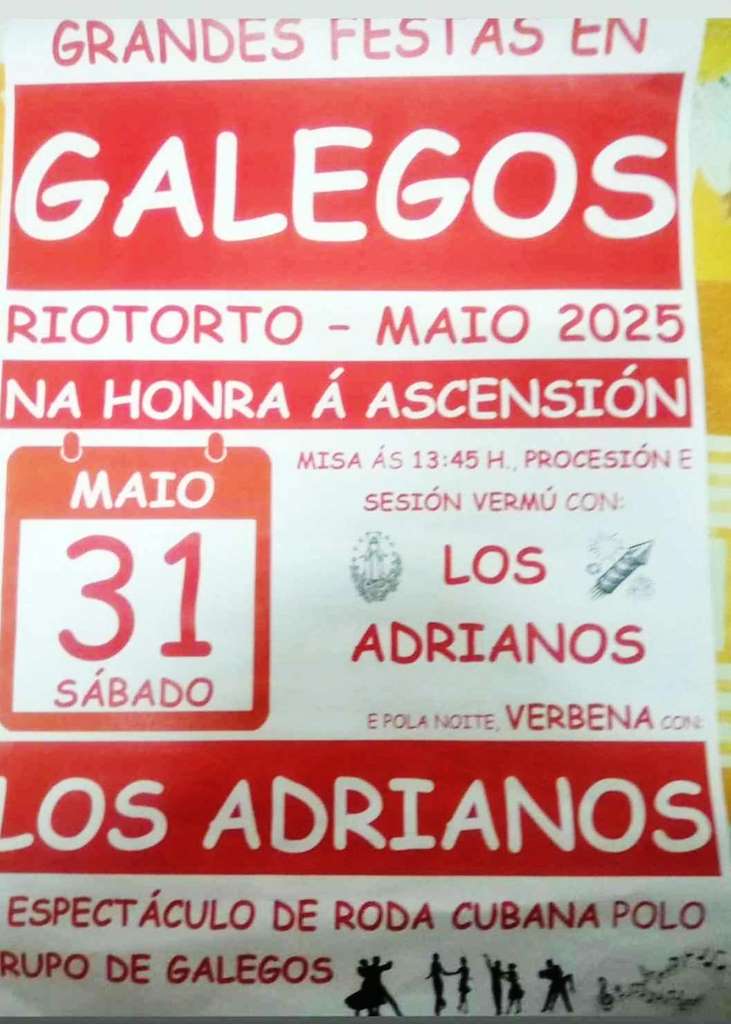 GRANDES FESTAS EN
GALEGOS
RIOTORTO - MAIO 2025
NA HONRA Á ASCENSIÓN
MAIO
31
SÁBADO
MISA ÁS 13:45 H., PROCESIÓN E
SESIÓN VERMÚ CON:
LOS
ADRIANOS
E POLA NOITE, VERBENA CON:
LOS ADRIANOS
ESPECTÁCULO DE RODA CUBANA POLO
RUPO DE GALEGOS